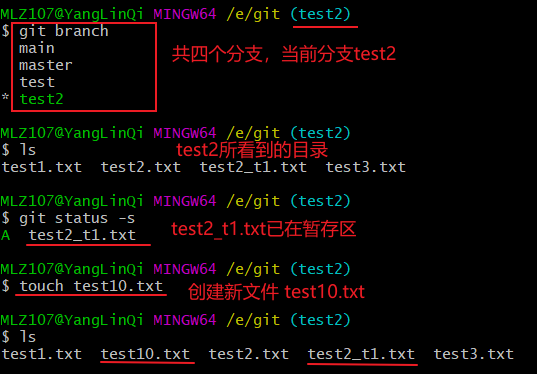 MLZ107@YangLinQi MINGW64 /e/git (test2)
$ git branch
main
master
test
* test2
共四个分支，当前分支test2
MLZ107@YangLinQi MINGW64 /e/git (test2)
$ ls
test2所看到的目录
test1.txt test2.txt test2_t1.txt test3.txt
MLZ107@YangLinQi MINGW64 /e/git (test2)
$ git status -s
A test2_t1.txt
test2_t1.txt已在暂存区
MLZ107@YangLinQi MINGW64 /e/git (test2)
$ touch test10.txt
创建新文件 test10.txt
MLZ107@YangLinQi MINGW64 /e/git (test2)
$ ls
test1.txt test10.txt test2.txt test2_t1.txt test3.txt